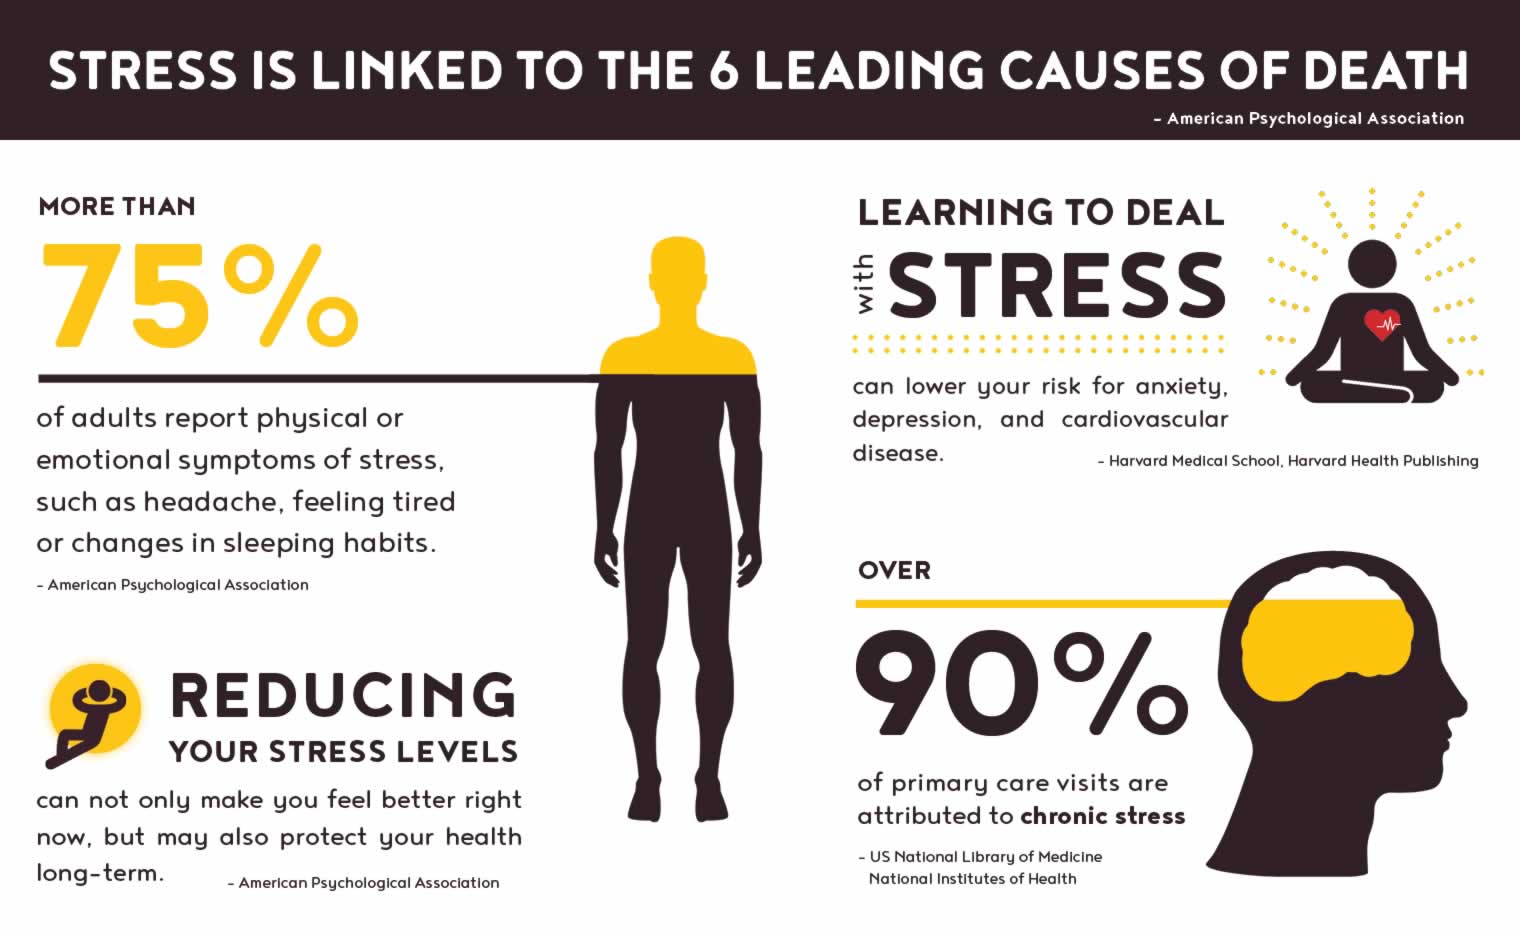 STRESS IS LINKED TO THE 6 LEADING CAUSES OF DEATH
- American Psychological Association
MORE THAN
75%
of adults report physical or
emotional symptoms of stress,
such as headache, feeling tired
or changes in sleeping habits.
- American Psychological Association
REDUCING
YOUR STRESS LEVELS
can not only make you feel better right
now, but may also protect your health
long-term.
- American Psychological Association
LEARNING TO DEAL
with STRESS
can lower your risk for anxiety,
depression, and cardiovascular
disease.
- Harvard Medical School, Harvard Health Publishing
OVER
90%
of primary care visits are
attributed to chronic stress
- US National Library of Medicine
National Institutes of Health